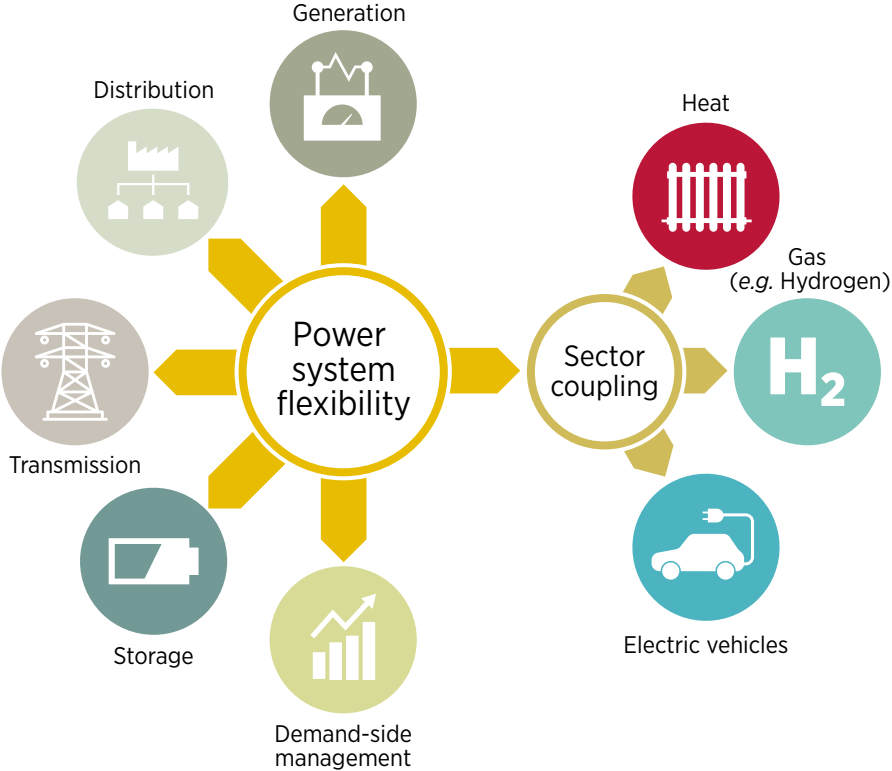 Generation
Distribution
Heat
Gas
(e.g. Hydrogen)
Power
system
flexibility
Sector
coupling
H2
Transmission
Storage
Electric vehicles
Demand-side
management